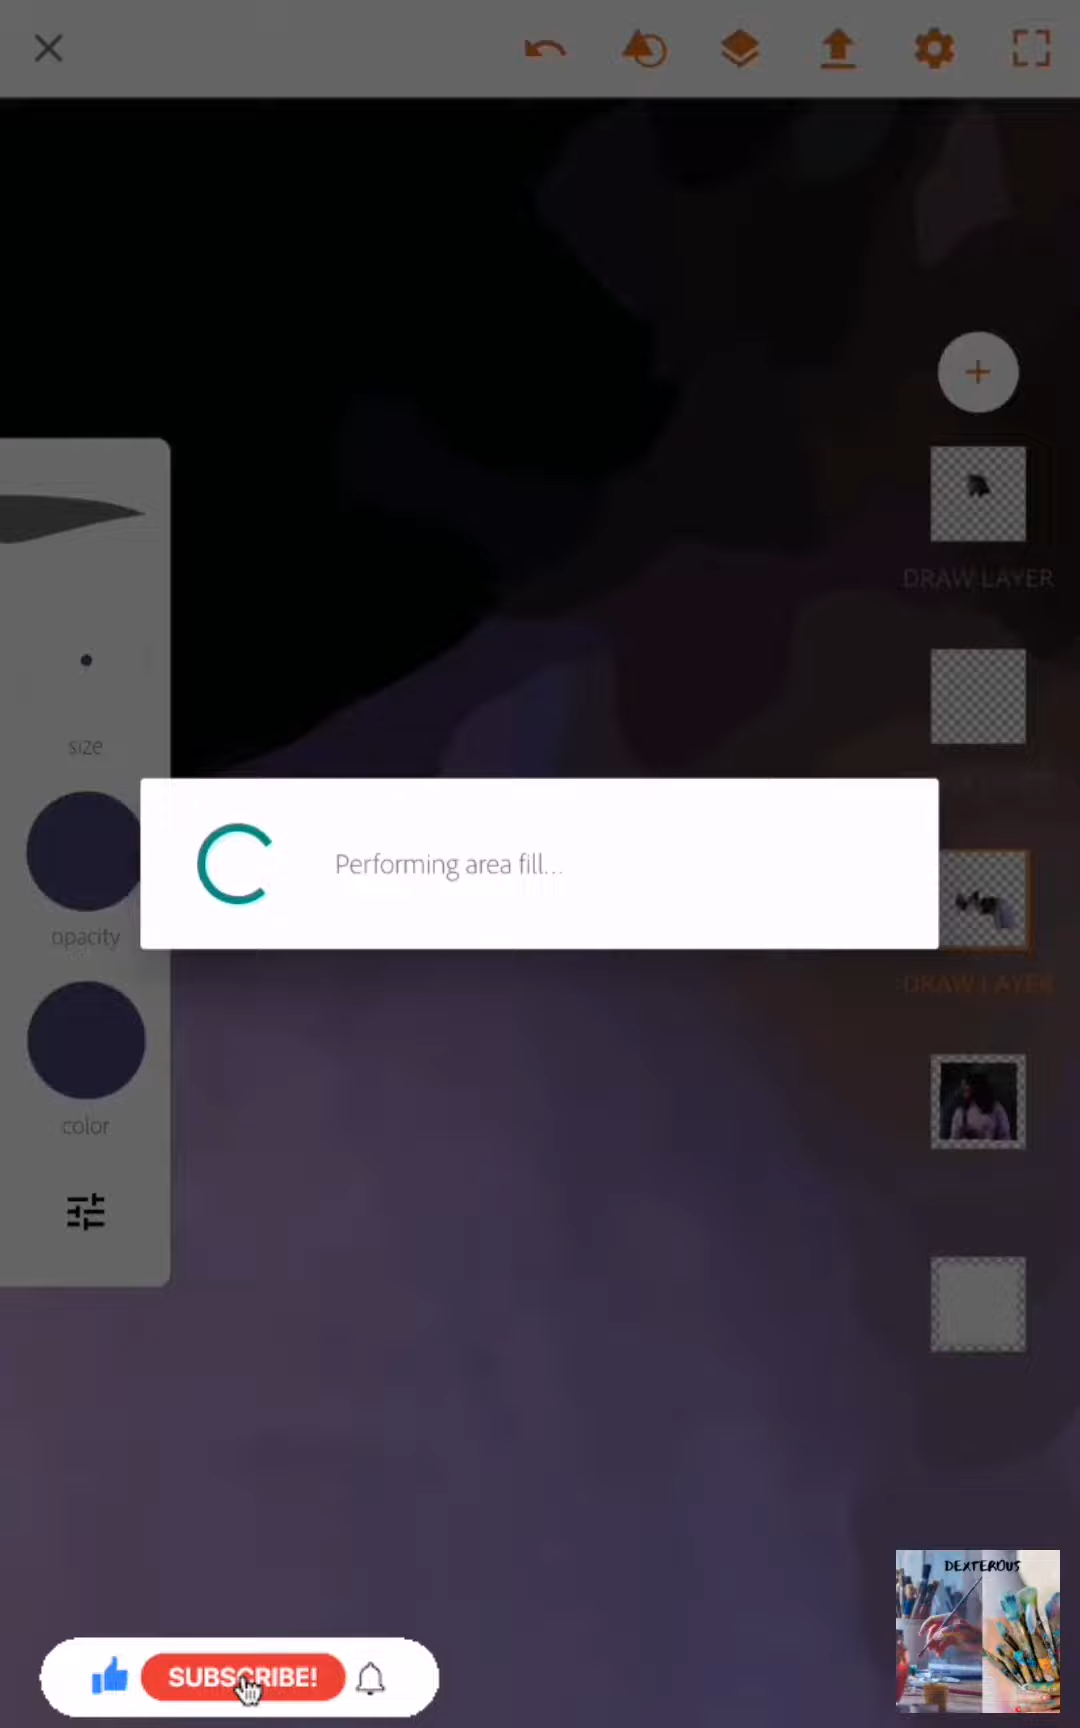 DRAW LAYER
size
Performing area fill...
opacity
DRAW LAYER
color
DEXTEROUS
SUBSCRIBE!